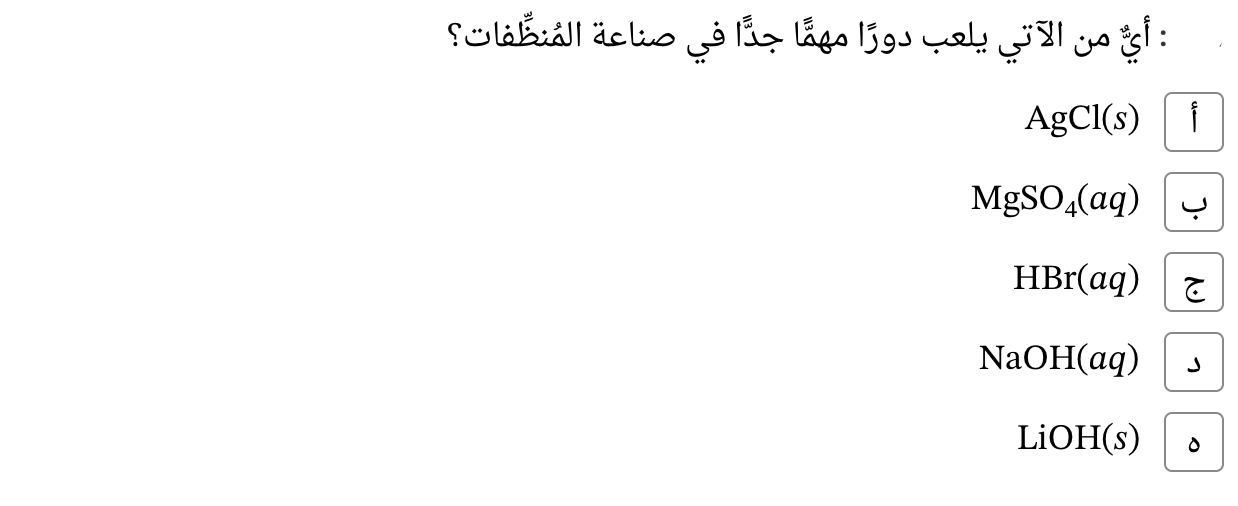 : أيٌّ من الآتي يلعب دورًا مهمًّا جدًّا في صناعة المُنظِّفات؟
أ AgCl(s)
ب MgSO₄(aq)
ج HBr(aq)
د NaOH(aq)
ه LiOH(s)